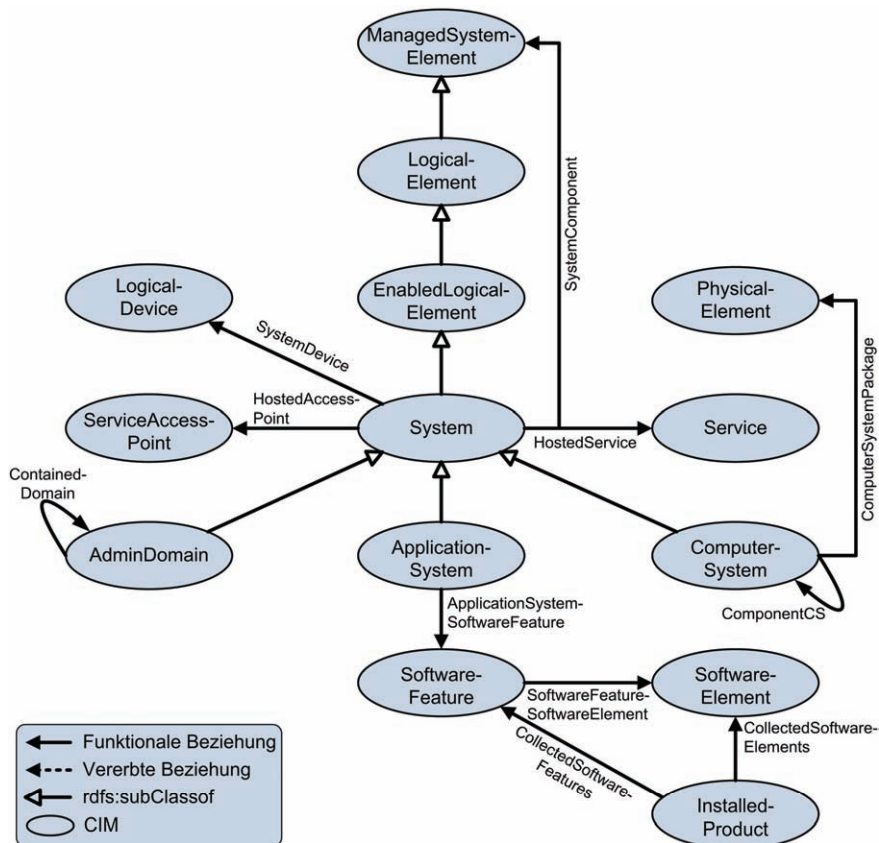 ManagedSystem-
Element
Logical-
Element
SystemComponent
Logical-
Device
EnabledLogical-
Element
Physical-
Element
SystemDevice
HostedAccess-
Point
ServiceAccess-
Point
System
HostedService
Service
ComputerSystemPackage
Contained-
Domain
AdminDomain
Application-
System
Computer-
System
ComponentCS
ApplicationSystem-
SoftwareFeature
Software-
Feature
SoftwareFeature-
SoftwareElement
Software-
Element
CollectedSoftware-
Features
CollectedSoftware-
Elements
Installed-
Product
Funktionale Beziehung
Vererbte Beziehung
rdfs:subClassof
CIM